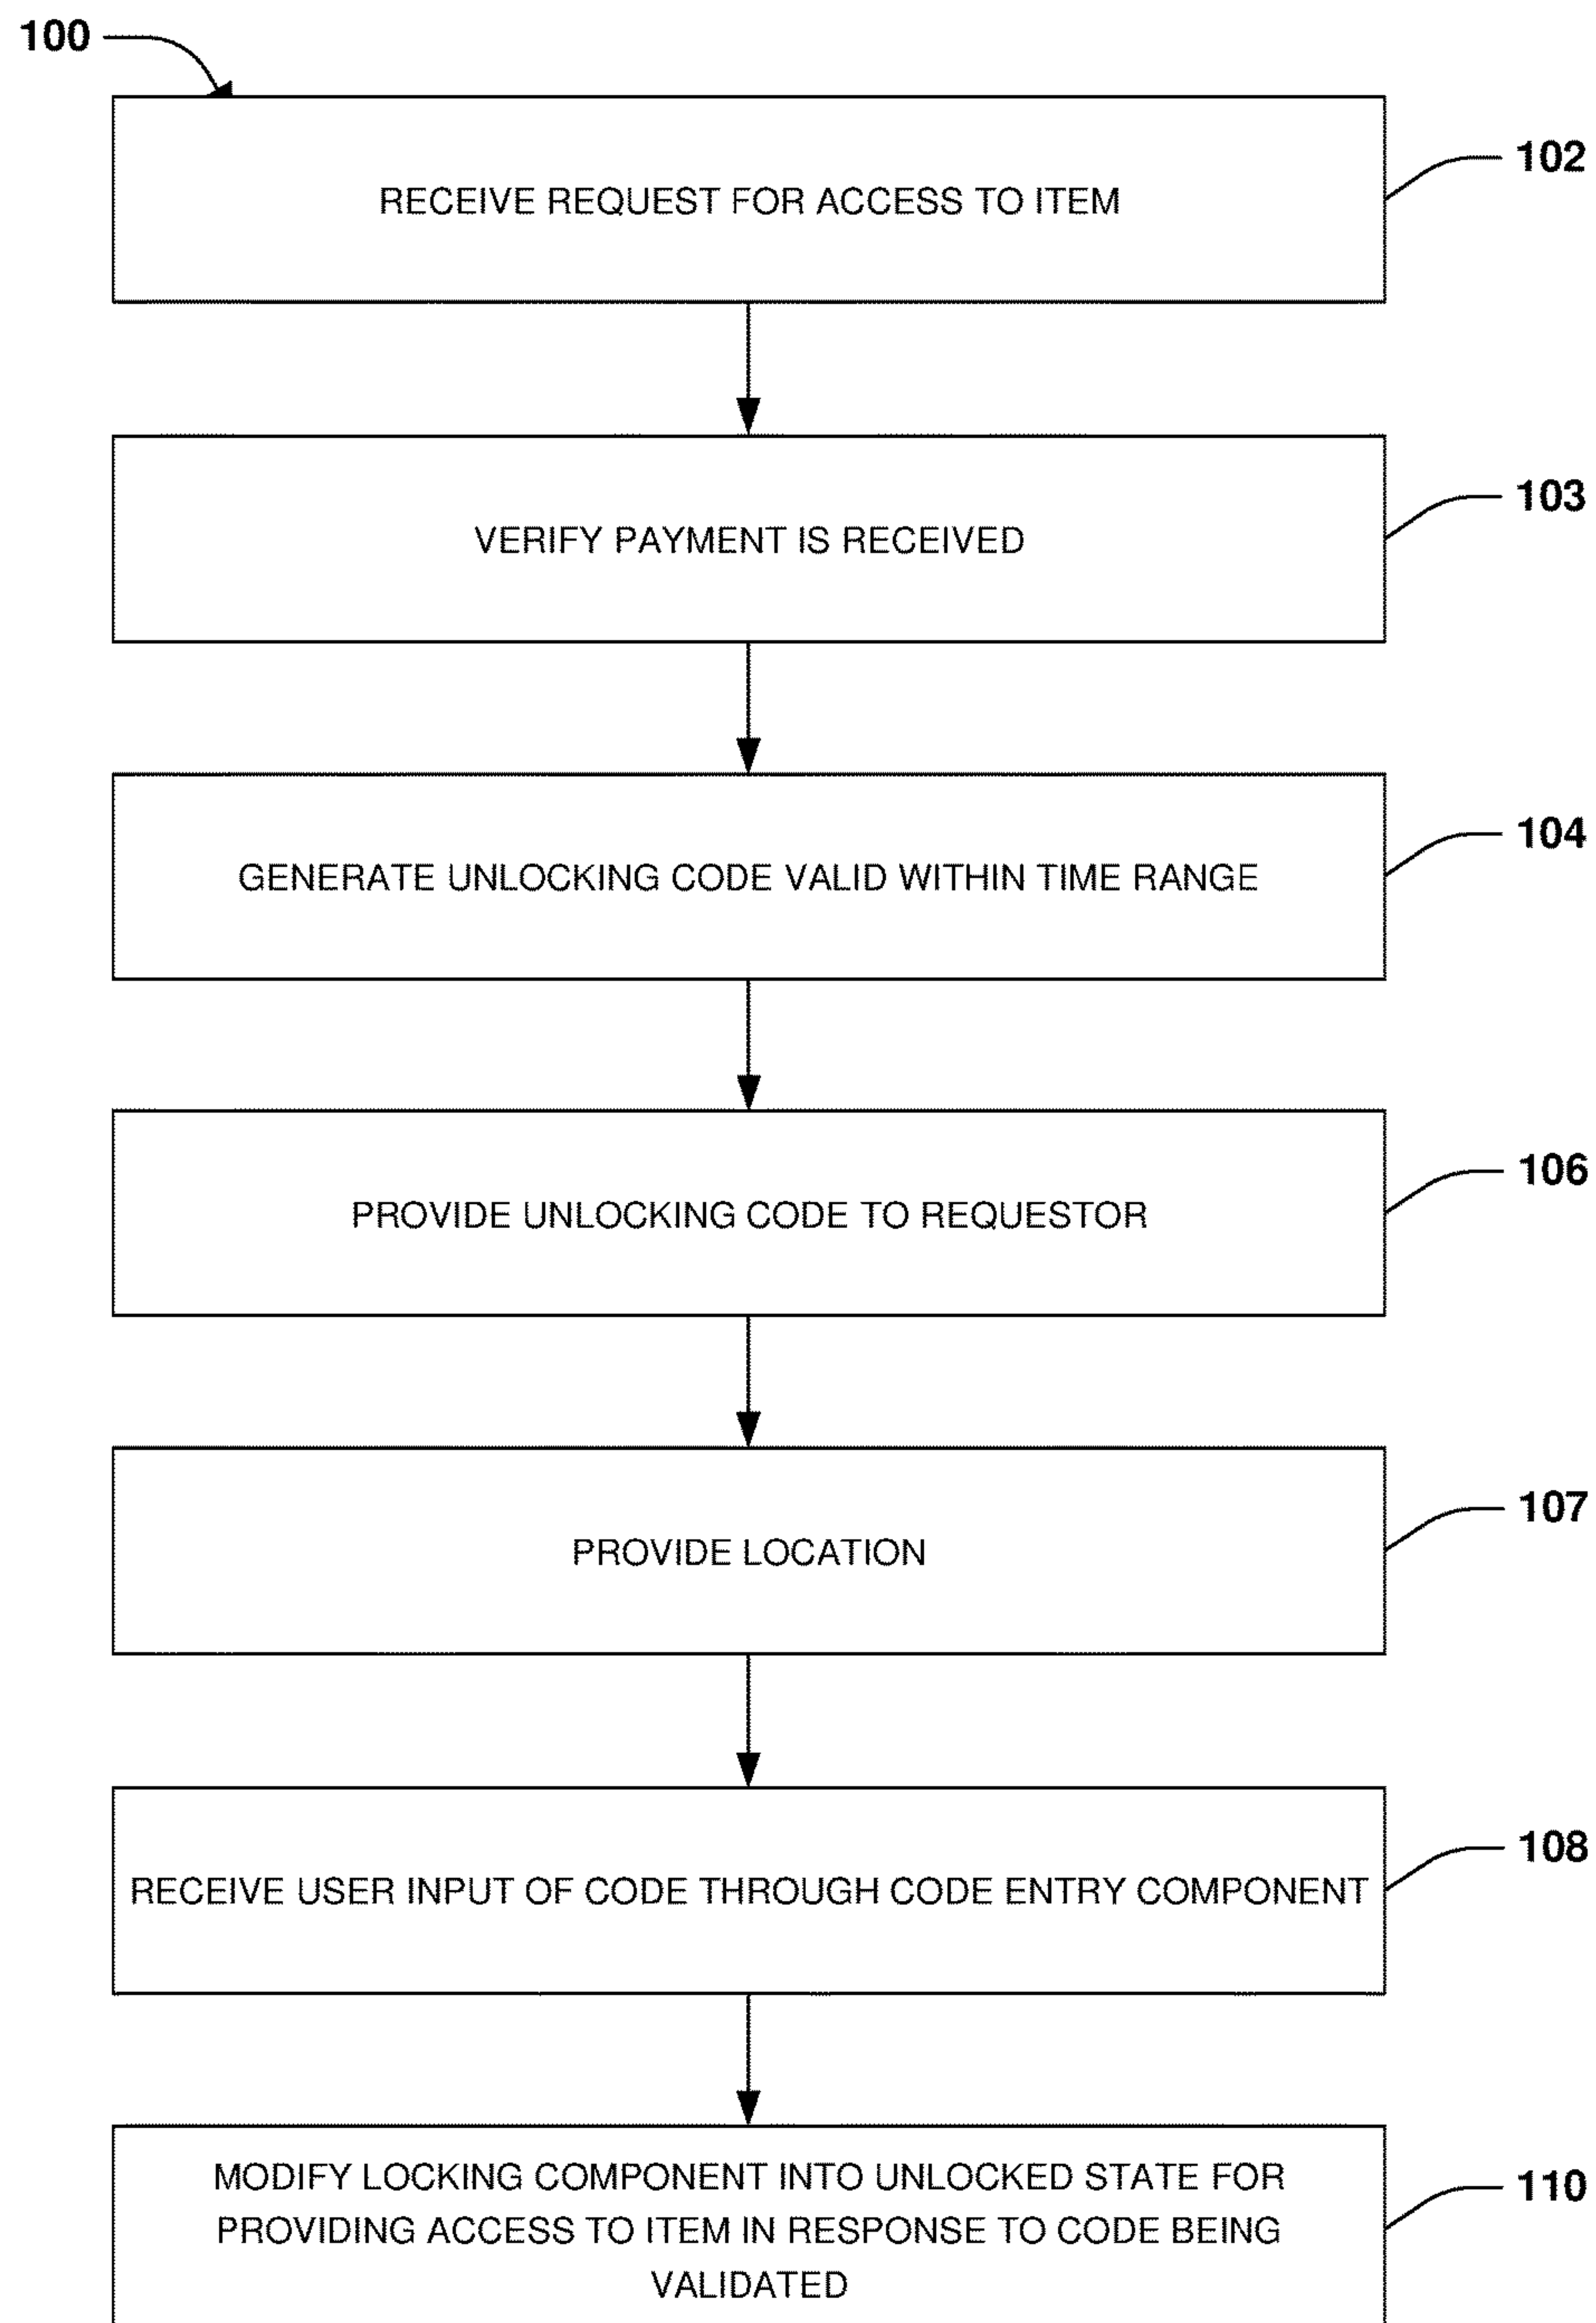 100
RECEIVE REQUEST FOR ACCESS TO ITEM
102
VERIFY PAYMENT IS RECEIVED
103
GENERATE UNLOCKING CODE VALID WITHIN TIME RANGE
104
PROVIDE UNLOCKING CODE TO REQUESTOR
106
PROVIDE LOCATION
107
RECEIVE USER INPUT OF CODE THROUGH CODE ENTRY COMPONENT
108
MODIFY LOCKING COMPONENT INTO UNLOCKED STATE FOR
PROVIDING ACCESS TO ITEM IN RESPONSE TO CODE BEING
VALIDATED
110